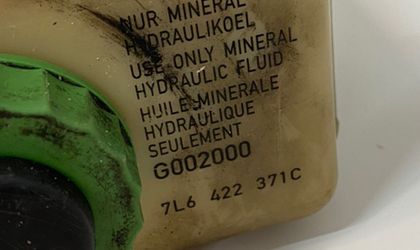 NUR MINERAL
HYDRAULIKOEL
USE ONLY MINERAL
HYDRAULIC FLUID
HUILE MINERALE
HYDRAULIQUE
SEULEMENT
G002000
7L6 422 371C